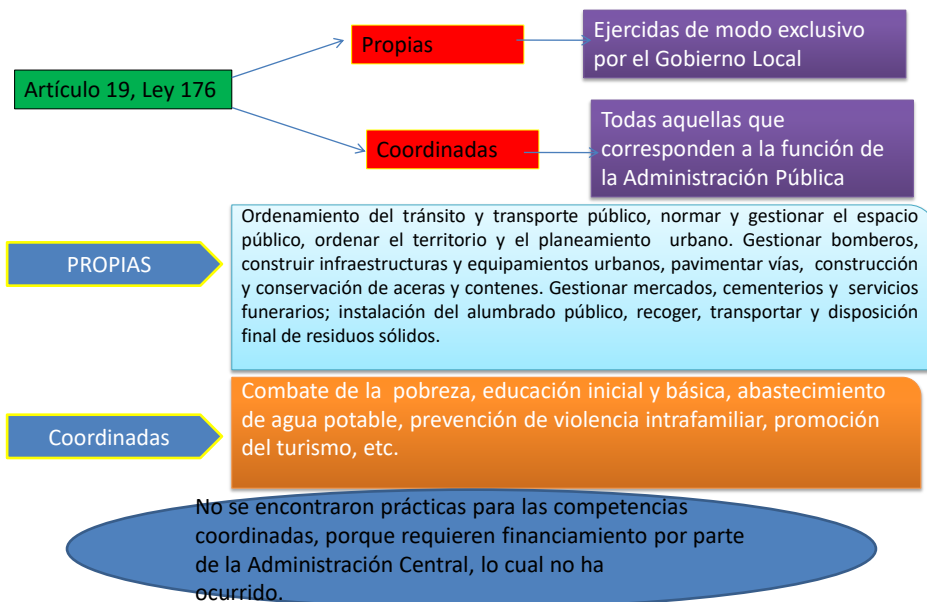 Artículo 19, Ley 176
Propias
Ejercidas de modo exclusivo
por el Gobierno Local
Coordinadas
Todas aquellas que
corresponden a la función de
la Administración Pública
PROPIAS
Ordenamiento del tránsito y transporte público, normar y gestionar el espacio
público, ordenar el territorio y el planeamiento urbano. Gestionar bomberos,
construir infraestructuras y equipamientos urbanos, pavimentar vías, construcción
y conservación de aceras y contenes. Gestionar mercados, cementerios y servicios
funerarios; instalación del alumbrado público, recoger, transportar y disposición
final de residuos sólidos.
Coordinadas
Combate de la pobreza, educación inicial y básica, abastecimiento
de agua potable, prevención de violencia intrafamiliar, promoción
del turismo, etc.
No se encontraron prácticas para las competencias
coordinadas, porque requieren financiamiento por parte
de la Administración Central, lo cual no ha
ocurrido.